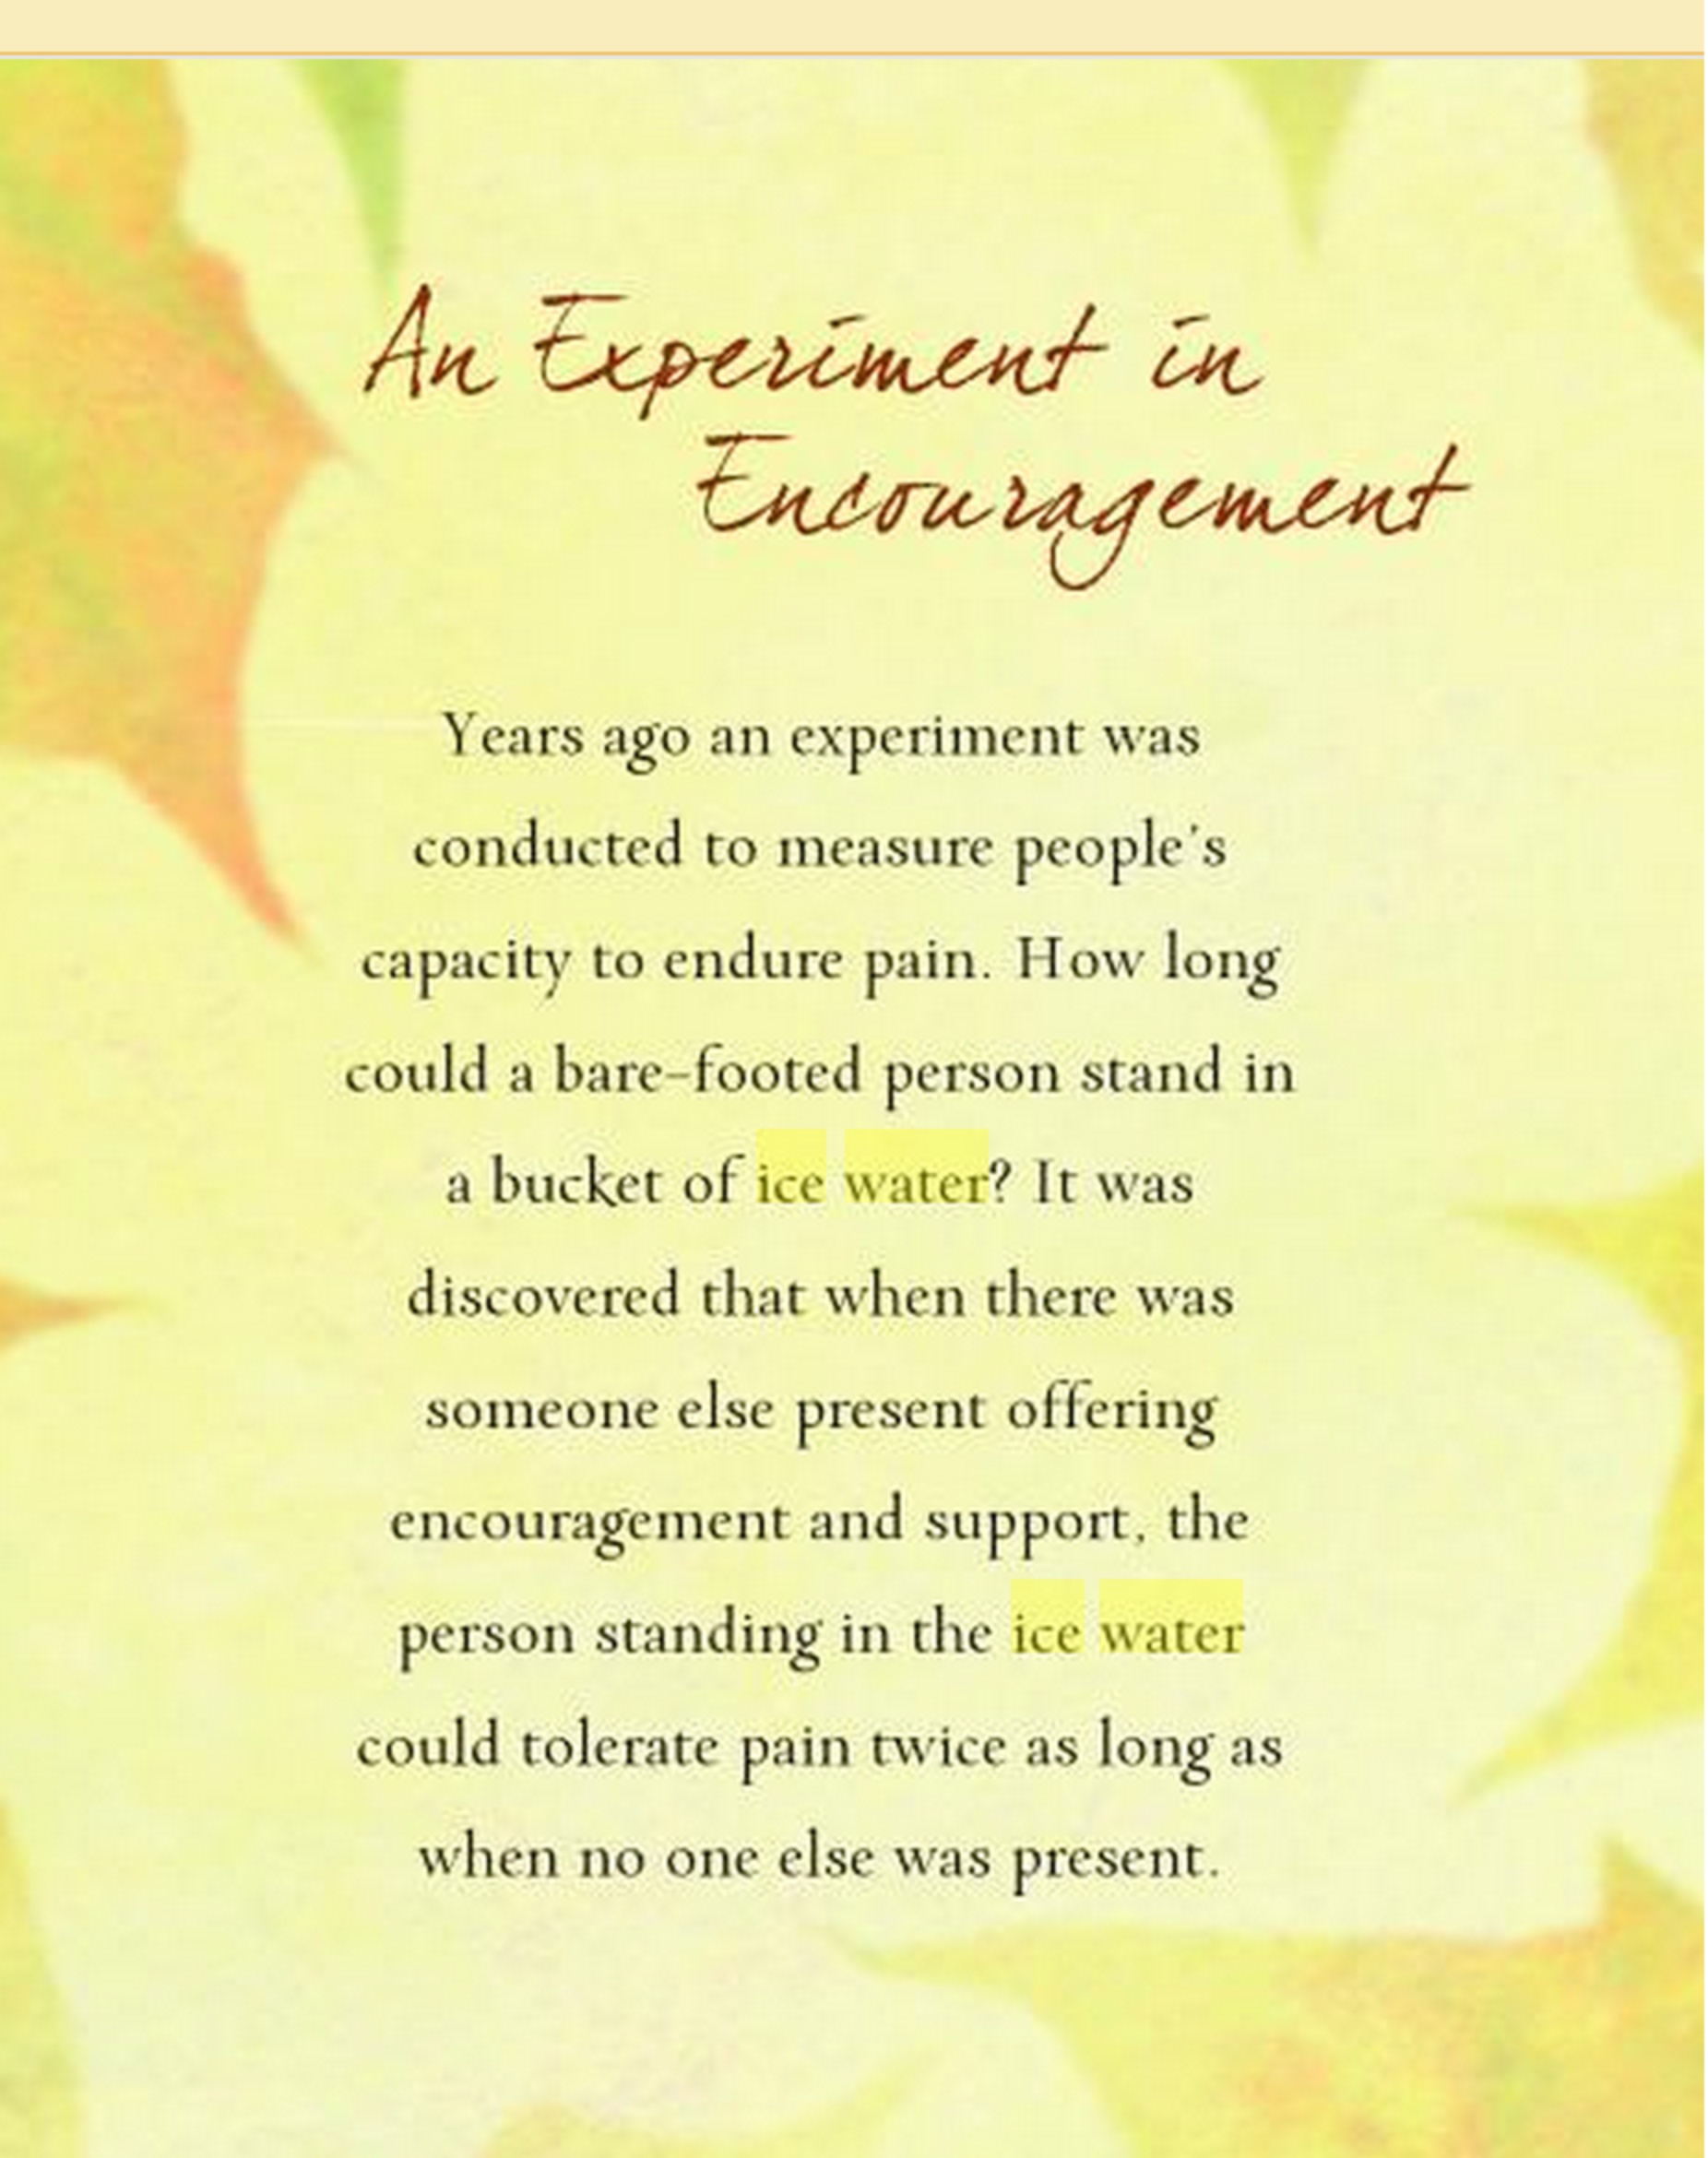 An Experiment in
Encouragement
Years ago an experiment was
conducted to measure people's
capacity to endure pain. How long
could a bare-footed person stand in
a bucket of ice water? It was
discovered that when there was
someone else present offering
encouragement and support, the
person standing in the ice water
could tolerate pain twice as long as
when no one else was present.